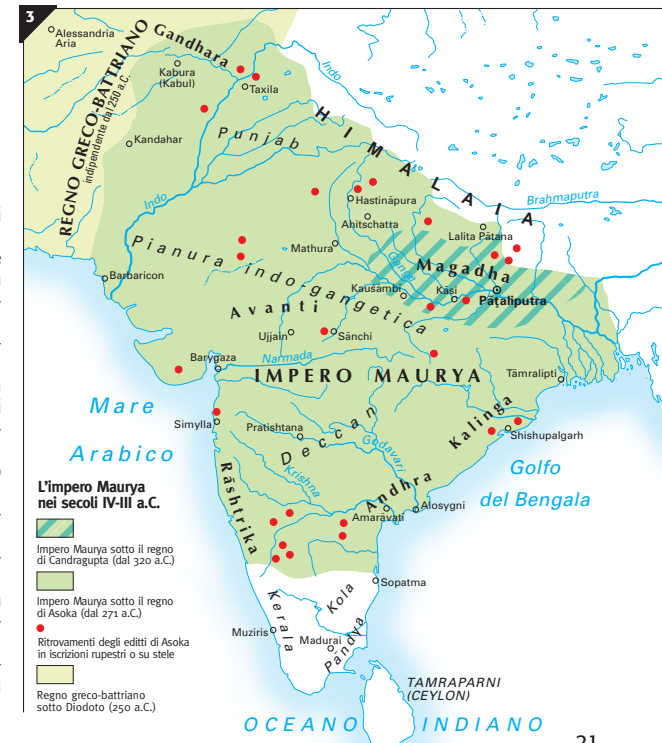 3
Alessandria
Aria
Gandhara
REGNO GRECO-BATTRIANO
indipendente dal 250 a.C.
Kabura
(Kabul)
Taxila
Indo
Kandahar
Punjab
HIMALAIA
Indo
Hastināpura
Ahitschatra
Brahmaputra
Lalita Pātana
Mathura
Pianura indo-gangetica
Gange
Magadha
Barbaricon
Kausambi
Kāsi
Pāṭaliputra
Avanti
Ujjain
Sānchi
Barygaza
Narmada
IMPERO MAURYA
Tāmralipti
Mare
Arabico
Simylla
Pratishtana
Deccan
Godavari
Kalinga
Shishupalgarh
Krishna
Andhra
Golfo
del Bengala
Rāshtrika
Amarāvati
Alosygni
L'impero Maurya
nei secoli IV-III a.C.
Impero Maurya sotto il regno
di Candragupta (dal 320 a.C.)
Impero Maurya sotto il regno
di Asoka (dal 271 a.C.)
Ritrovamenti degli editti di Asoka
in iscrizioni rupestri o su stele
Regno greco-battriano
sotto Diodoto (250 a.C.)
Sopatma
Kola
Kerala
Muziris
Madurai
Pāndya
TAMRAPARNI
(CEYLON)
OCEANO INDIANO